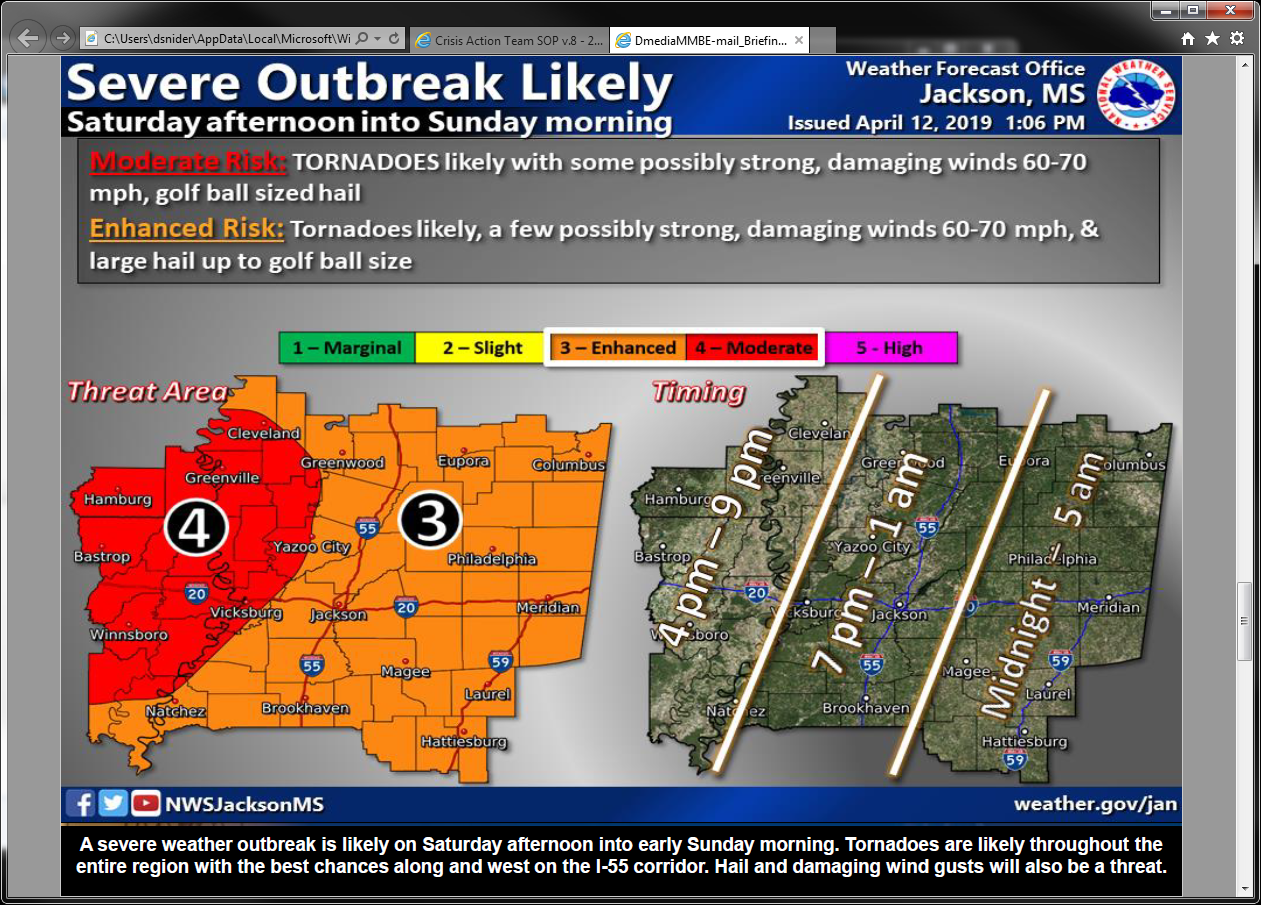 C:\Users\dsnider\AppData\Local\Microsoft\Wi
Crisis Action Team SOP v.8 - 2...
DmediaMMBE-mail_Briefin...
Severe Outbreak Likely
Saturday afternoon into Sunday morning
Weather Forecast Office
Jackson, MS
Issued April 12, 2019 1:06 PM
NATIONAL WEATHER SERVICE
Moderate Risk: TORNADOES likely with some possibly strong, damaging winds 60-70
mph, golf ball sized hail
Enhanced Risk: Tornadoes likely, a few possibly strong, damaging winds 60-70 mph, &
large hail up to golf ball size
1 – Marginal
2 – Slight
3 – Enhanced
4 – Moderate
5 - High
Threat Area
Cleveland
Greenwood
Eupora
Columbus
Greenville
Hamburg
4
3
55
Yazoo City
Bastrop
Philadelphia
20
Vicksburg
Jackson
20
Meridian
Winnsboro
55
Magee
59
Laurel
Natchez
Brookhaven
Hattiesburg
Timing
4 pm – 9 pm
7 pm – 1 am
Midnight – 5 am
Clevelan
Greenwood
Eupora
Columbus
Greenville
Hamburg
55
Yazoo City
Bastrop
Philadelphia
20
Vicksburg
Jackson
20
Meridian
Winnsboro
55
Magee
59
Laurel
Natchez
Brookhaven
Hattiesburg
59
NWSJacksonMS
weather.gov/jan
A severe weather outbreak is likely on Saturday afternoon into early Sunday morning. Tornadoes are likely throughout the
entire region with the best chances along and west on the I-55 corridor. Hail and damaging wind gusts will also be a threat.